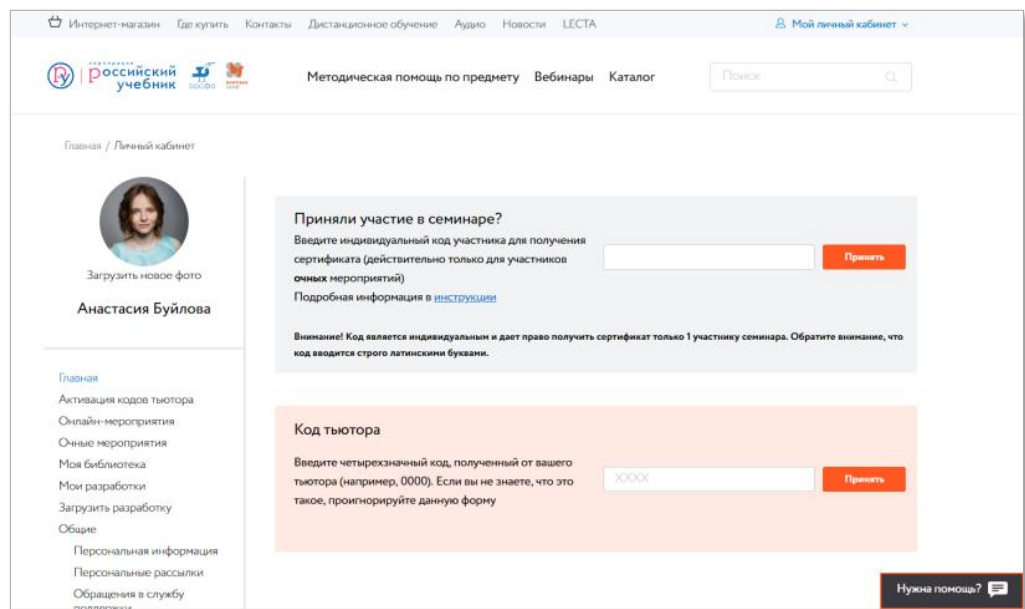 Интернет-магазин Где купить Контакты Дистанционное обучение Аудио Новости LECTA Мой личный кабинет
корпорация
российский
учебник
Методическая помощь по предмету Вебинары Каталог Поиск
Главная / Личный кабинет
Загрузить новое фото
Анастасия Буйлова
Главная
Активация кодов тьютора
Онлайн-мероприятия
Очные мероприятия
Моя библиотека
Мои разработки
Загрузить разработку
Общие
Персональная информация
Персональные рассылки
Обращения в службу
поддержки
Приняли участие в семинаре?
Введите индивидуальный код участника для получения
сертификата (действительно только для участников
очных мероприятий)
Подробная информация в инструкции
Принять
Внимание! Код является индивидуальным и дает право получить сертификат только 1 участнику семинара. Обратите внимание, что
код вводится строго латинскими буквами.
Код тьютора
Введите четырехзначный код, полученный от вашего
тьютора (например, 0000). Если вы не знаете, что это
такое, проигнорируйте данную форму
XXXX
Принять
Нужна помощь?